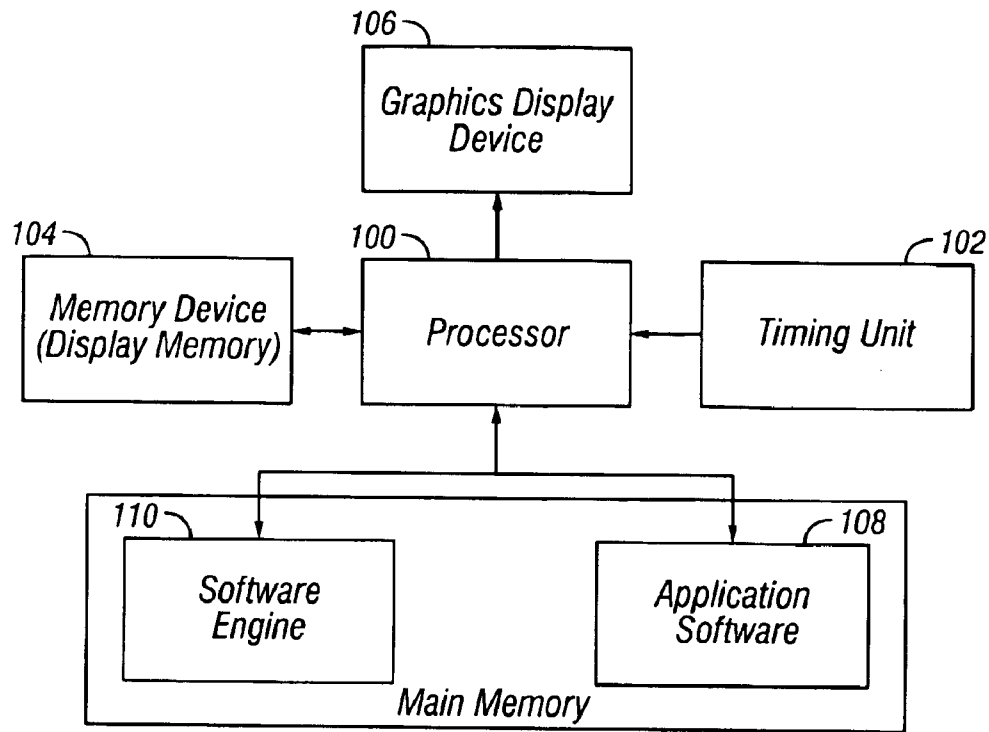 106
Graphics Display
Device
104
100
102
Memory Device
(Display Memory)
Processor
Timing Unit
110
108
Software
Engine
Application
Software
Main Memory